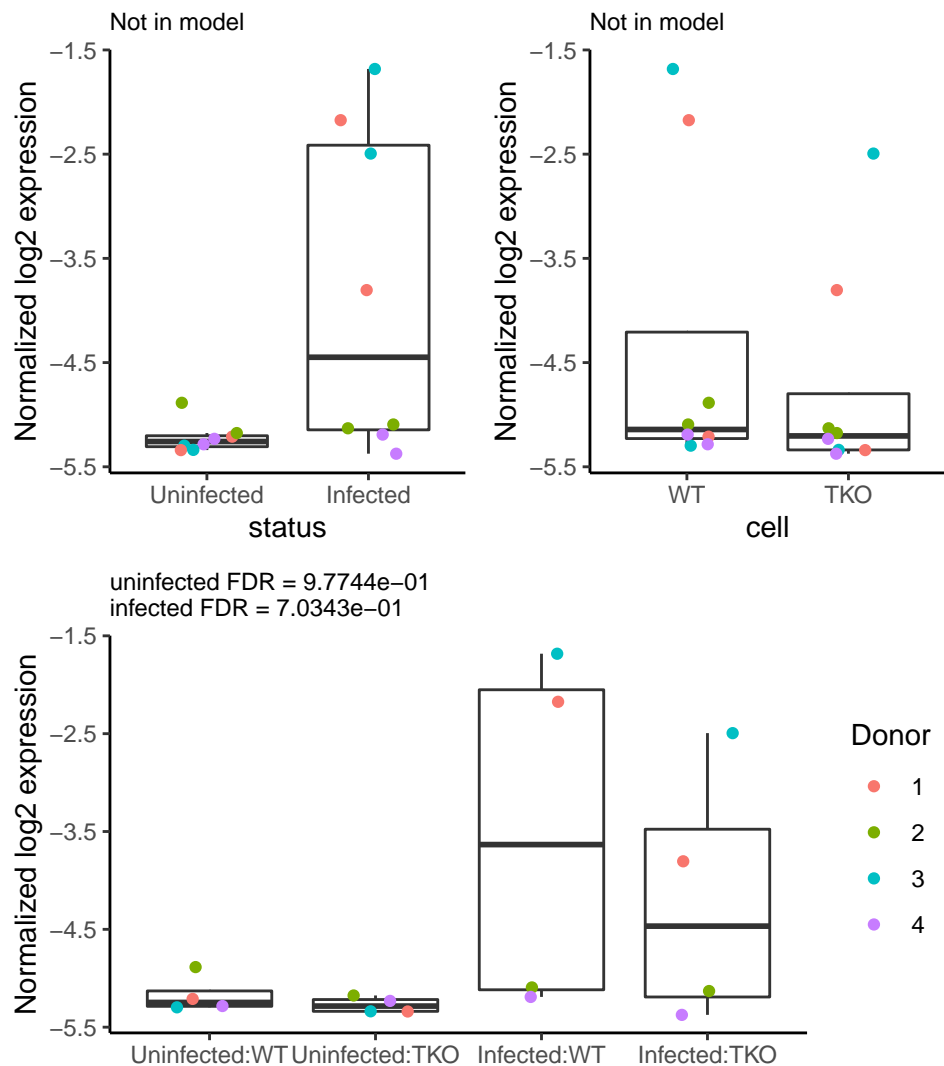 Not in model
Normalized log2 expression
−1.5
−2.5
−3.5
−4.5
−5.5
Uninfected
Infected
status
Not in model
Normalized log2 expression
−1.5
−2.5
−3.5
−4.5
−5.5
WT
TKO
cell
uninfected FDR = 9.7744e−01
infected FDR = 7.0343e−01
Normalized log2 expression
−1.5
−2.5
−3.5
−4.5
−5.5
Uninfected:WT
Uninfected:TKO
Infected:WT
Infected:TKO
Donor
1
2
3
4